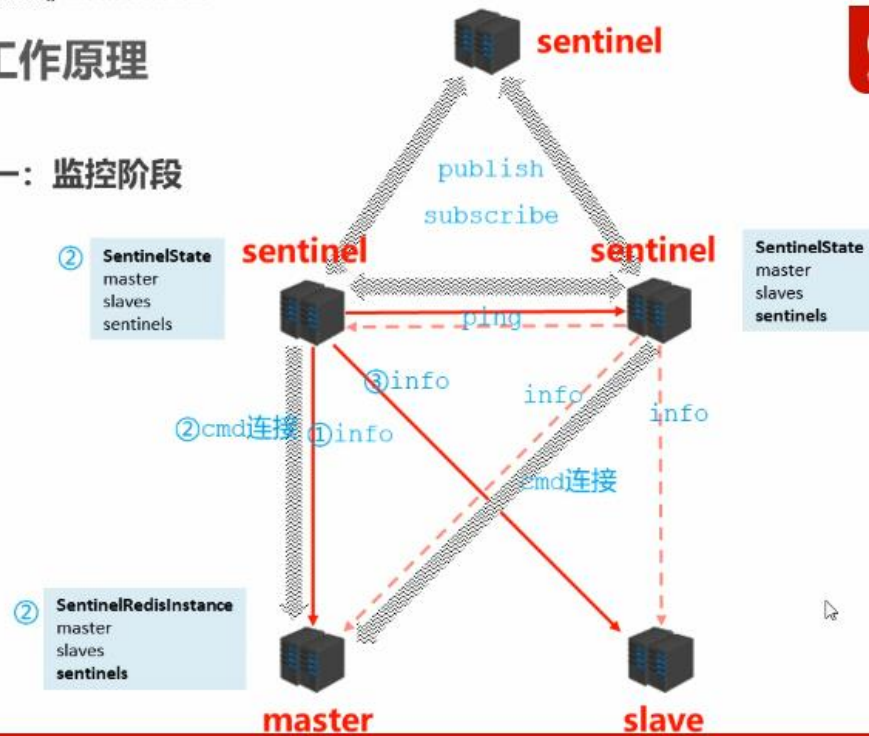 工作原理
sentinel
一：监控阶段
publish
subscribe
sentinel
sentinel
②
SentinelState
master
slaves
sentinels
SentinelState
master
slaves
sentinels
ping
③info
info
info
②cmd连接
①info
cmd连接
②
SentinelRedisInstance
master
slaves
sentinels
master
slave